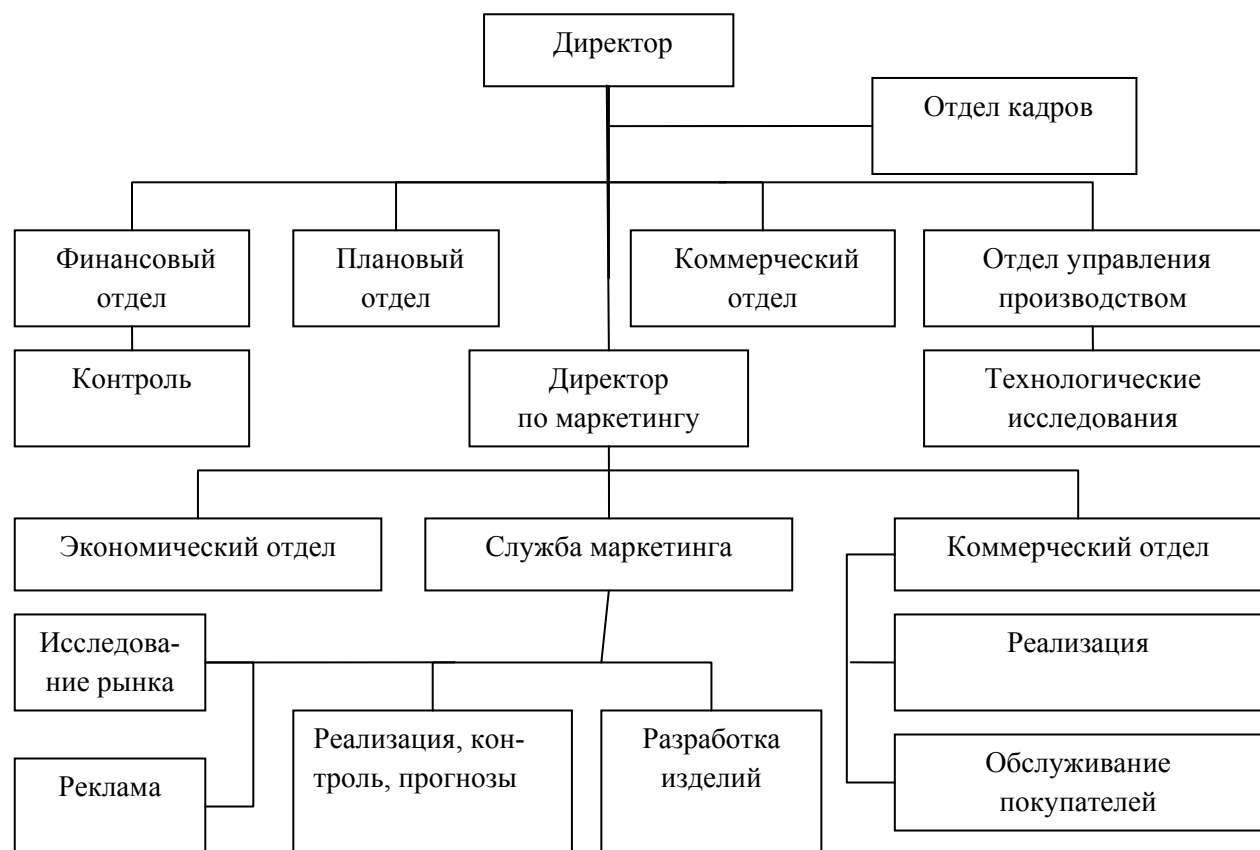 Директор
Отдел кадров
Финансовый
отдел
Плановый
отдел
Коммерческий
отдел
Отдел управления
производством
Контроль
Директор
по маркетингу
Технологические
исследования
Экономический отдел
Служба маркетинга
Коммерческий отдел
Исследова-
ние рынка
Реализация
Реклама
Реализация, кон-
троль, прогнозы
Разработка
изделий
Обслуживание
покупателей